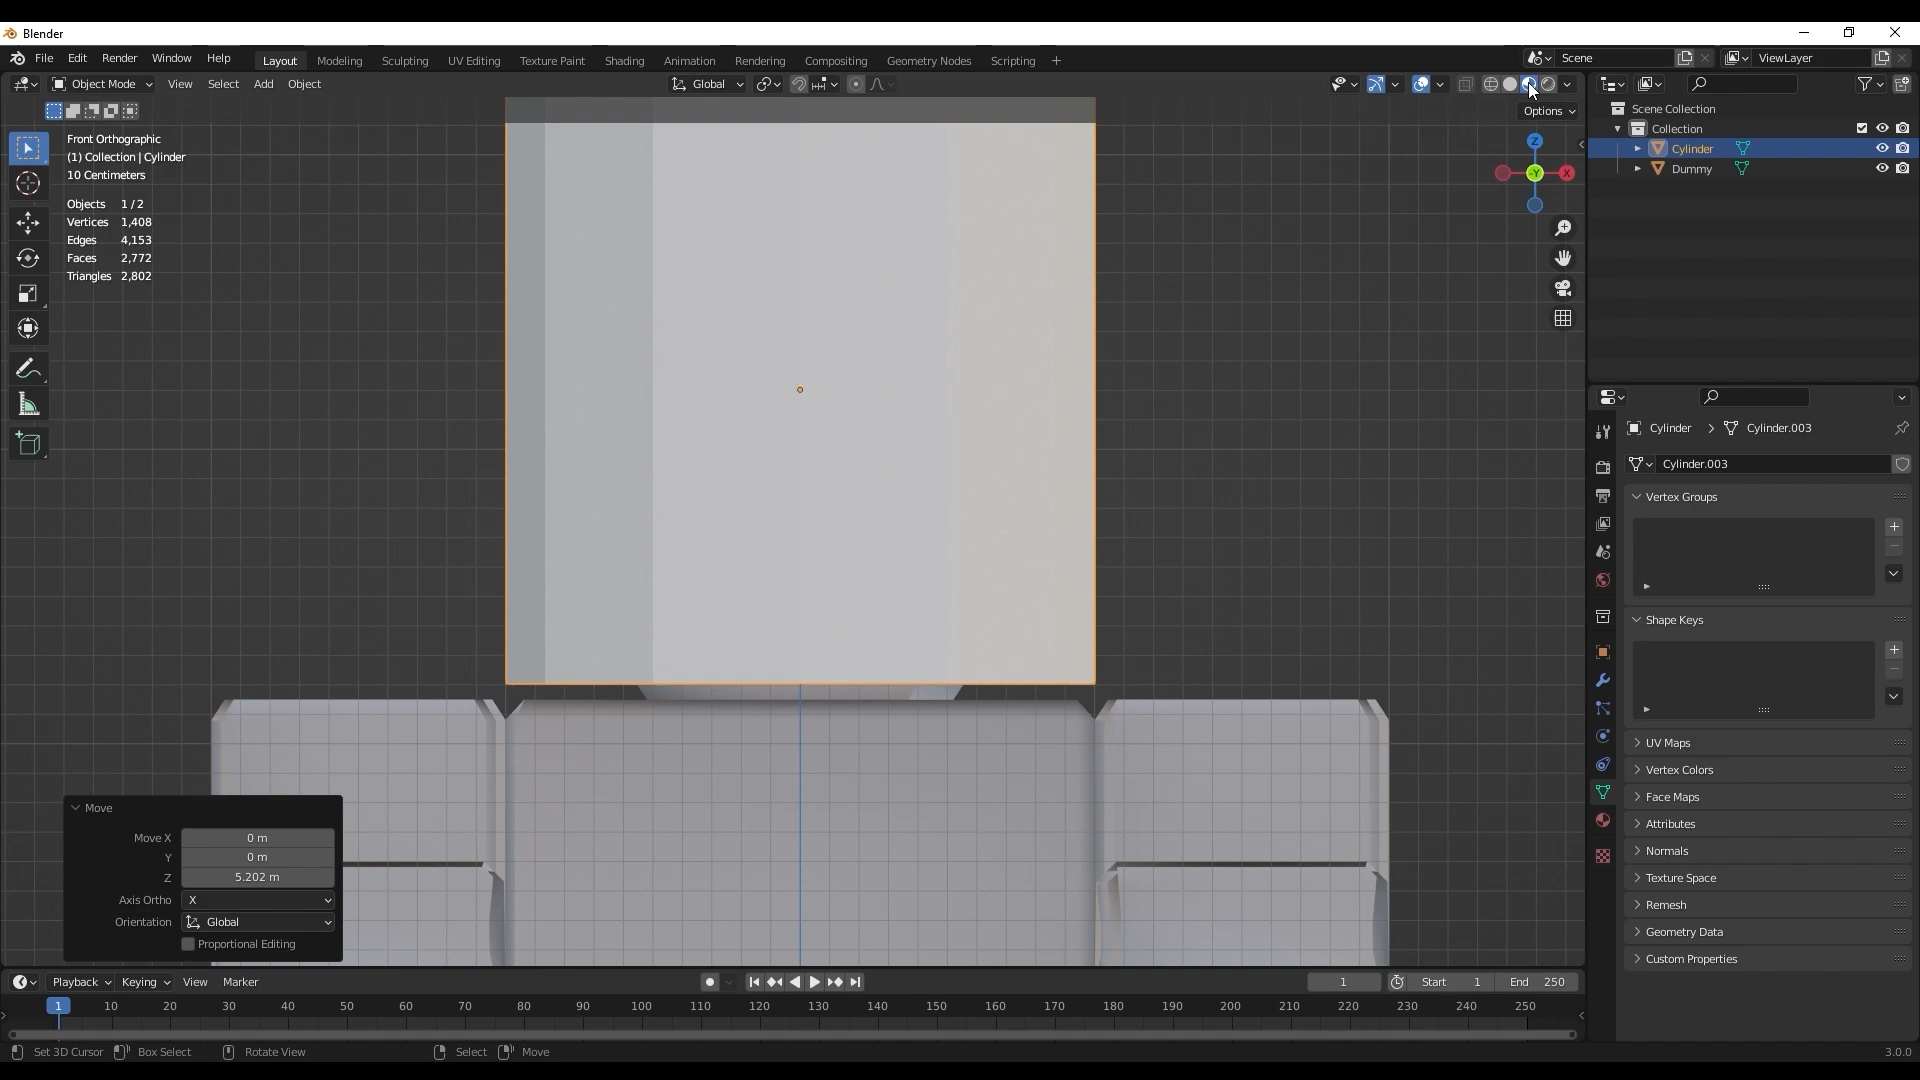 Blender
File Edit Render Window Help Layout Modeling Sculpting UV Editing Texture Paint Shading Animation Rendering Compositing Geometry Nodes Scripting + Scene ViewLayer
Object Mode View Select Add Object Global
Options
Front Orthographic
(1) Collection | Cylinder
10 Centimeters
Objects 1 / 2
Vertices 1,408
Edges 4,153
Faces 2,772
Triangles 2,802
Z
-Y
X
Scene Collection
Collection
Cylinder
Dummy
Cylinder > Cylinder.003
Cylinder.003
Vertex Groups
Shape Keys
UV Maps
Vertex Colors
Face Maps
Attributes
Normals
Texture Space
Remesh
Geometry Data
Custom Properties
Move
Move X 0 m
Y 0 m
Z 5.202 m
Axis Ortho X
Orientation Global
Proportional Editing
Playback Keying View Marker 1 Start 1 End 250
1 10 20 30 40 50 60 70 80 90 100 110 120 130 140 150 160 170 180 190 200 210 220 230 240 250
Set 3D Cursor Box Select Rotate View Select Move 3.0.0